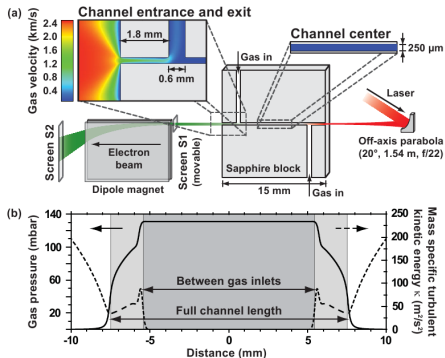 (a)
Channel entrance and exit
Gas velocity (km/s)
2.4
2.0
1.6
1.2
0.8
0.4
1.8 mm
0.6 mm
Gas in
Channel center
250 µm
Laser
Off-axis parabola
(20°, 1.54 m, f/22)
Screen S2
Electron
beam
Dipole magnet
Screen S1
(movable)
Sapphire block
15 mm
Gas in
(b)
Gas pressure (mbar)
140
120
100
80
60
40
20
Between gas inlets
Full channel length
250
200
150
100
50
0
Mass specific turbulent
kinetic energy κ (m²/s²)
-10 -5 0 5 10
Distance (mm)